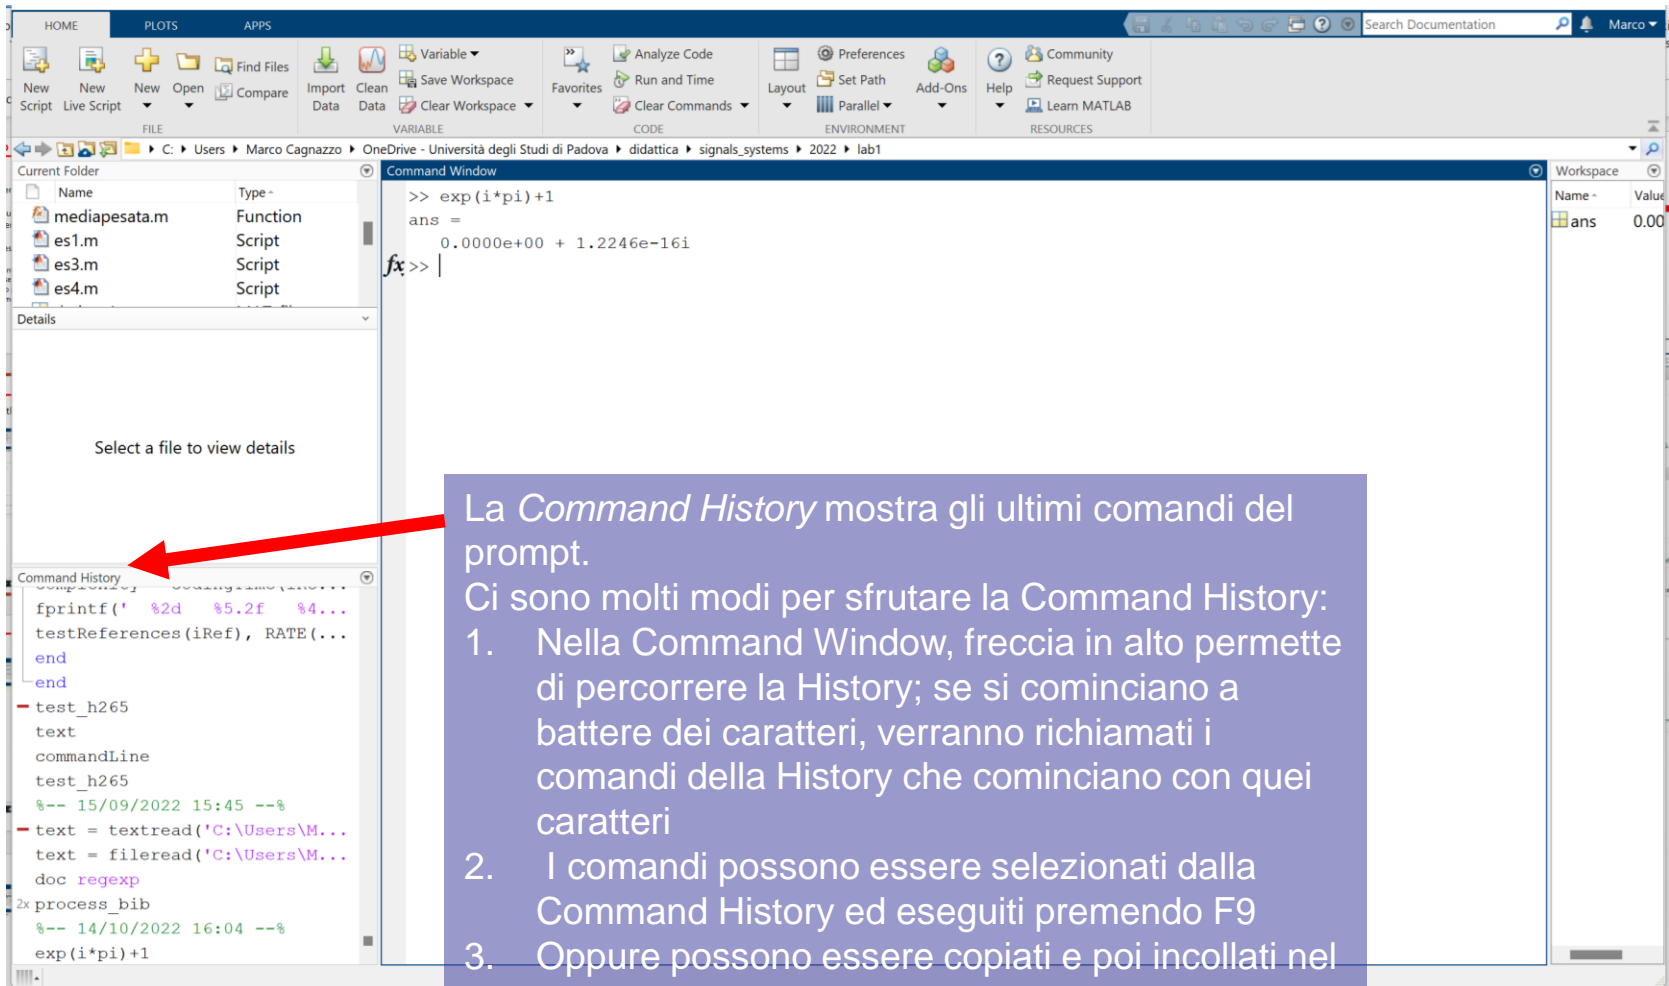 HOME PLOTS APPS Search Documentation Marco
New Script
New Live Script
New
Open
Find Files
Compare
Import Data
Clean Data
Variable
Save Workspace
Clear Workspace
Favorites
Analyze Code
Run and Time
Clear Commands
Layout
Preferences
Set Path
Parallel
Add-Ons
Help
Community
Request Support
Learn MATLAB
FILE VARIABLE CODE ENVIRONMENT RESOURCES
C: Users Marco Cagnazzo OneDrive - Università degli Studi di Padova didattica signals_systems 2022 lab1
Current Folder
Name Type
mediapesata.m Function
es1.m Script
es3.m Script
es4.m Script
Details
Select a file to view details
Command History
fprintf(' %2d %5.2f %4...
testReferences(iRef), RATE(...
end
end
test_h265
text
commandLine
test_h265
%-- 15/09/2022 15:45 --%
text = textread('C:\Users\M...
text = fileread('C:\Users\M...
doc regexp
2x process_bib
%-- 14/10/2022 16:04 --%
exp(i*pi)+1
Command Window
>> exp(i*pi)+1
ans =
0.0000e+00 + 1.2246e-16i
fx >>
Workspace
Name Value
ans 0.00
La Command History mostra gli ultimi comandi del
prompt.
Ci sono molti modi per sfrutare la Command History:
1. Nella Command Window, freccia in alto permette
di percorrere la History; se si cominciano a
battere dei caratteri, verranno richiamati i
comandi della History che cominciano con quei
caratteri
2. I comandi possono essere selezionati dalla
Command History ed eseguiti premendo F9
3. Oppure possono essere copiati e poi incollati nel